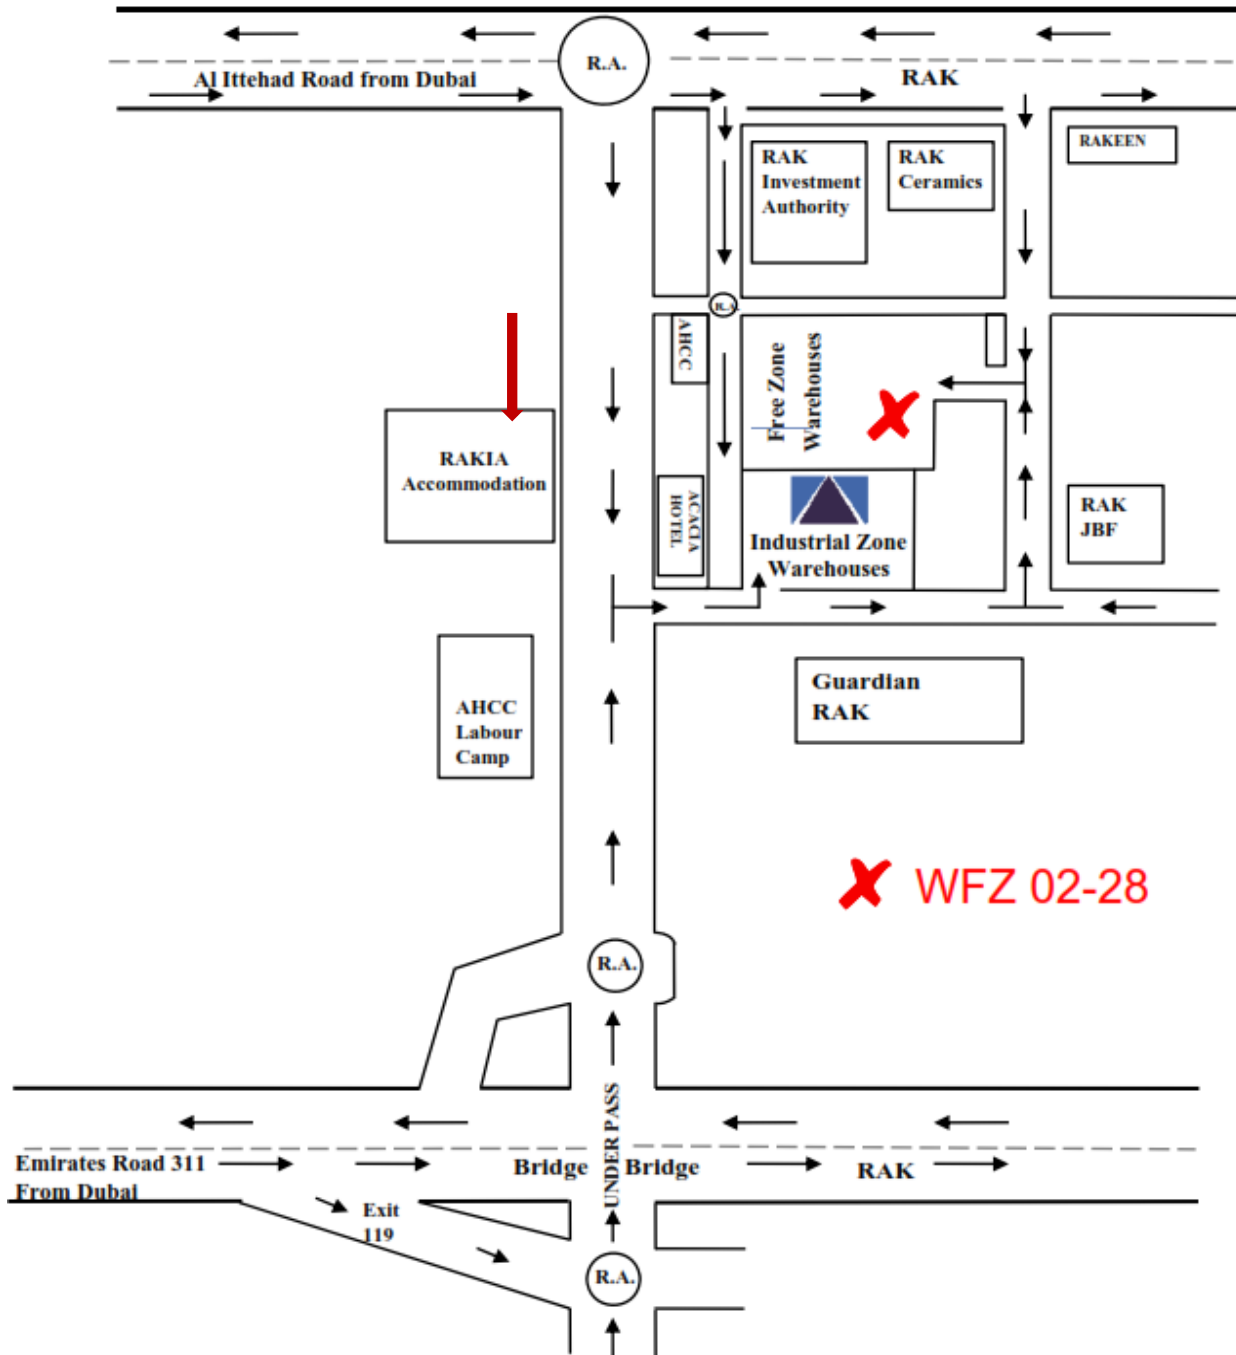 R.A.
Al Ittehad Road from Dubai
RAK
RAKEEN
RAK
Investment
Authority
RAK
Ceramics
R.A.
AHCC
Free Zone
Warehouses
RAKIA
Accommodation
ACACIA
HOTEL
RAK
JBF
Industrial Zone
Warehouses
Guardian
RAK
AHCC
Labour
Camp
WFZ 02-28
R.A.
UNDER PASS
Emirates Road 311
From Dubai
Bridge
Bridge
RAK
Exit
119
R.A.